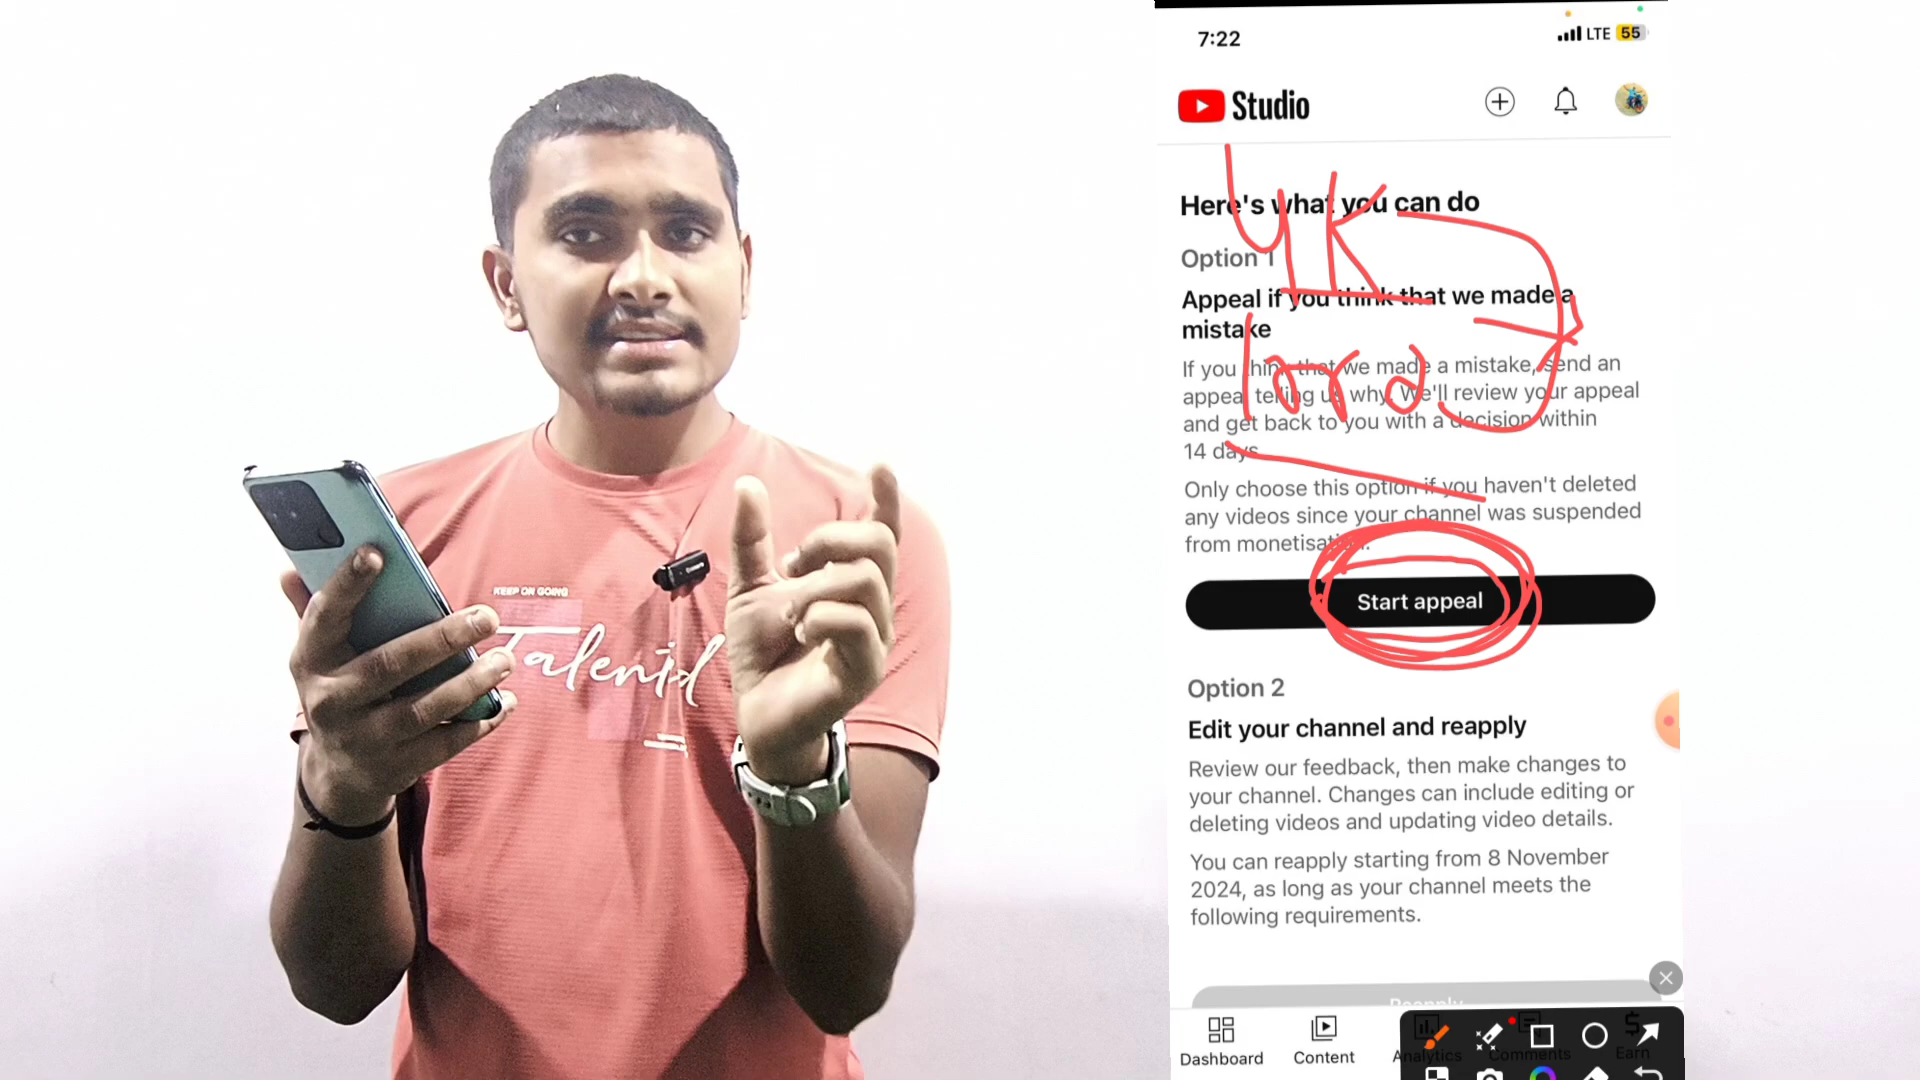 KEEP ON GOING
Talenid
7:22
LTE 55
Studio
Here's what you can do
Option 1
Appeal if you think that we made a
mistake
If you think that we made a mistake, send an
appeal telling us why. We'll review your appeal
and get back to you with a decision within
14 days.
Only choose this option if you haven't deleted
any videos since your channel was suspended
from monetisation.
YK
lord
Start appeal
Option 2
Edit your channel and reapply
Review our feedback, then make changes to
your channel. Changes can include editing or
deleting videos and updating video details.
You can reapply starting from 8 November
2024, as long as your channel meets the
following requirements.
Reapply
Dashboard Content Analytics Comments Earn